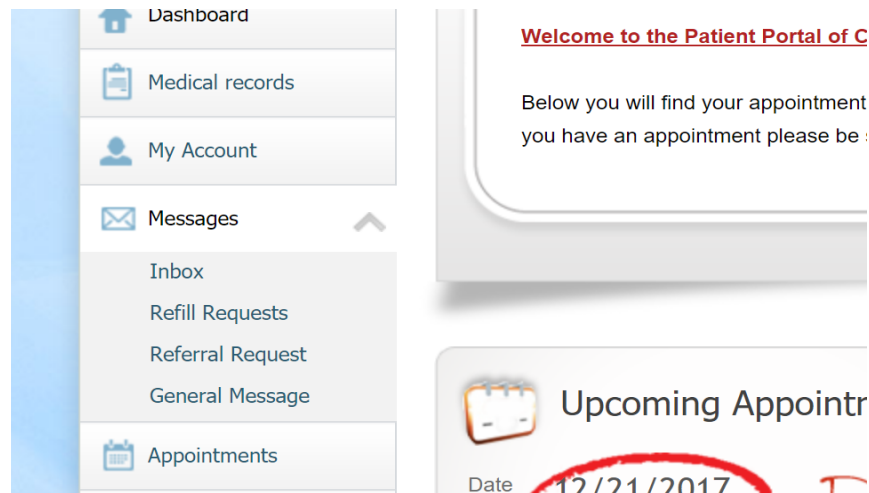 Dashboard
Medical records
My Account
Messages
Inbox
Refill Requests
Referral Request
General Message
Appointments
Welcome to the Patient Portal of C
Below you will find your appointment
you have an appointment please be
Upcoming Appoint
Date 12/21/2017